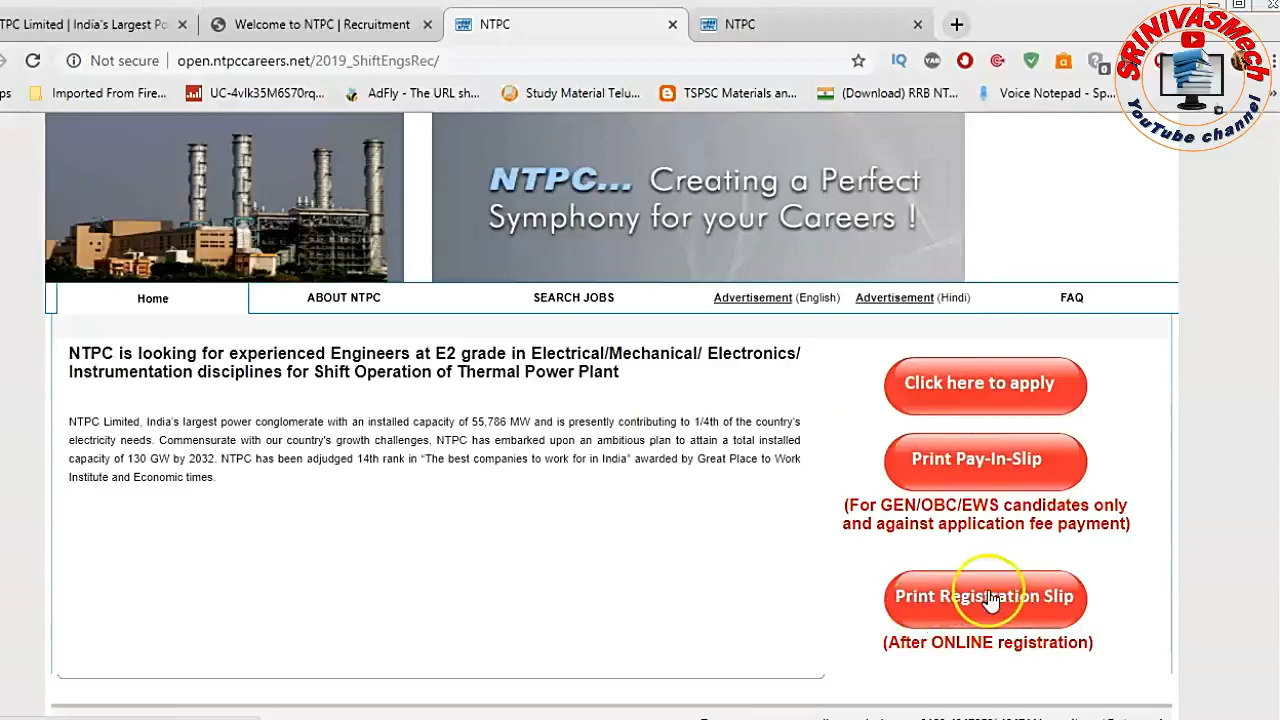 TPC Limited | India's Largest Po
Welcome to NTPC | Recruitment
NTPC
NTPC
Not secure
open.ntpccareers.net/2019_ShiftEngsRec/
ps
Imported From Fire...
UC-4vlk35M6S70rq...
AdFly - The URL sh...
Study Material Telu...
TSPSC Materials an...
(Download) RRB NT...
Voice Notepad - Sp...
SRINIVASMech
YouTube channel
NTPC... Creating a Perfect
Symphony for your Careers !
Home
ABOUT NTPC
SEARCH JOBS
Advertisement (English)
Advertisement (Hindi)
FAQ
NTPC is looking for experienced Engineers at E2 grade in Electrical/Mechanical/ Electronics/
Instrumentation disciplines for Shift Operation of Thermal Power Plant
NTPC Limited, India's largest power conglomerate with an installed capacity of 55,786 MW and is presently contributing to 1/4th of the country's
electricity needs. Commensurate with our country's growth challenges, NTPC has embarked upon an ambitious plan to attain a total installed
capacity of 130 GW by 2032. NTPC has been adjudged 14th rank in "The best companies to work for in India" awarded by Great Place to Work
Institute and Economic times.
Click here to apply
Print Pay-In-Slip
(For GEN/OBC/EWS candidates only
and against application fee payment)
Print Registration Slip
(After ONLINE registration)